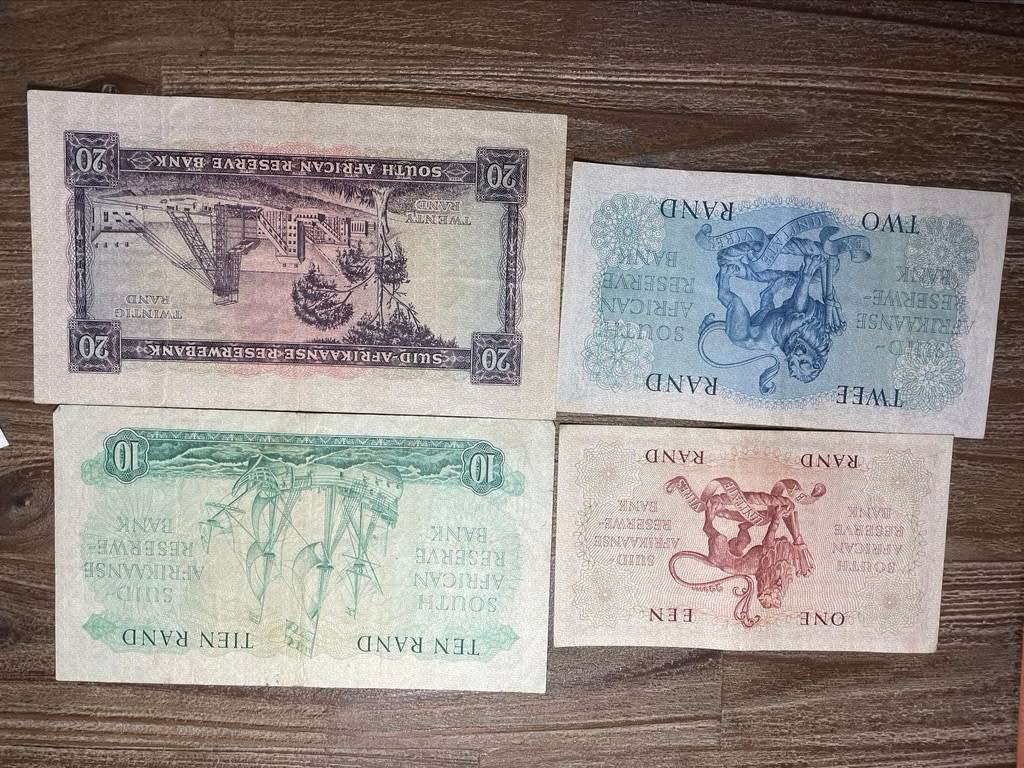 20 SUID-AFRIKAANSE-RESERWEBANK 20
TWINTIG
RAND
TWENTY
RAND
20 SOUTH AFRICAN RESERVE BANK 20
TWEE RAND
SUID-
AFRIKAANSE
RESERWE-
BANK
SOUTH
AFRICAN
RESERVE
BANK
TWO RAND
TEN RAND TIEN RAND
SOUTH
AFRICAN
RESERVE
BANK
SUID-
AFRIKAANSE
RESERWE-
BANK
10 10
ONE EEN
SOUTH
AFRICAN
RESERVE
BANK
SUID-
AFRIKAANSE
RESERWE-
BANK
RAND RAND